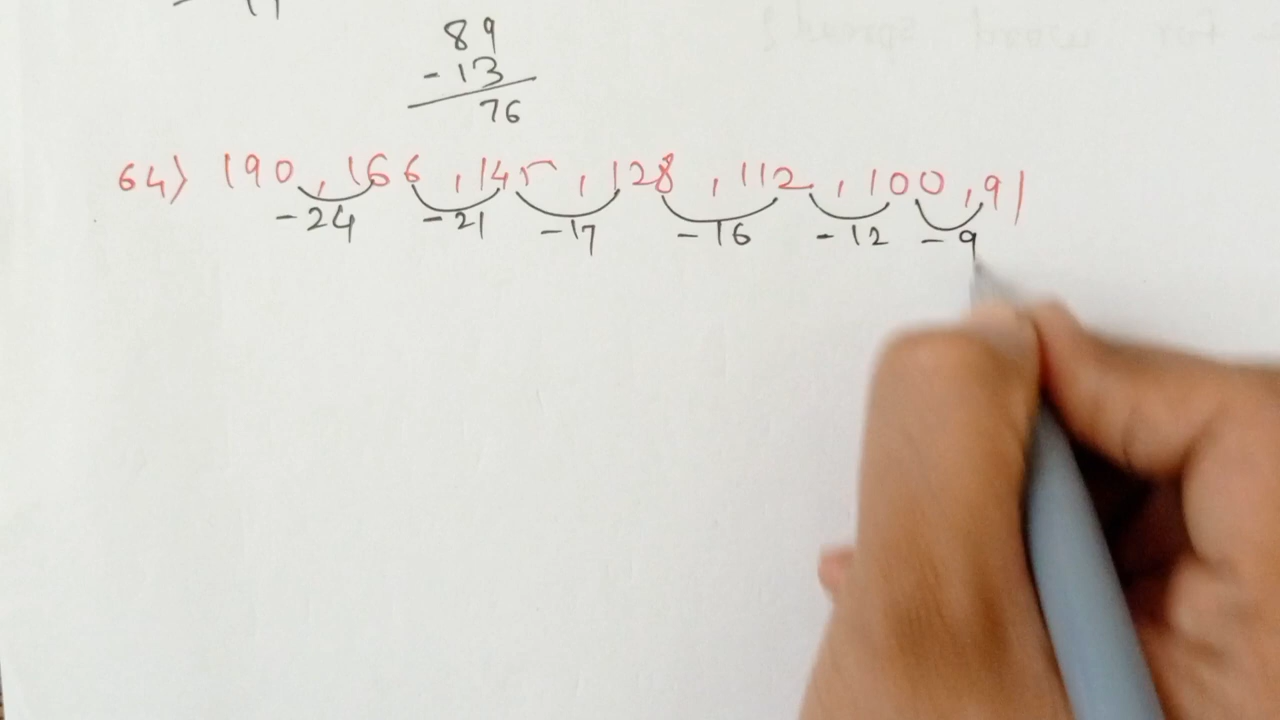 89
- 13
76
64) 190, 166, 145, 128, 112, 100, 91
-24 -21 -17 -16 -12 -9